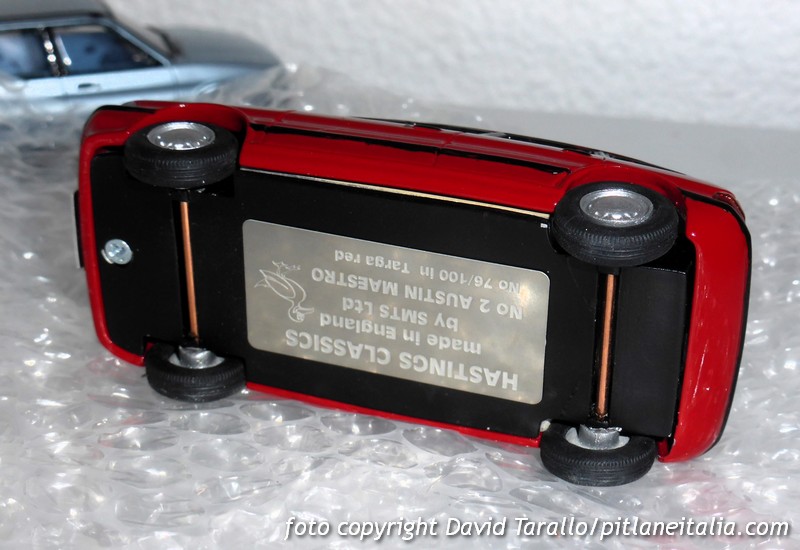 HASTINGS CLASSICS
made in England
by SMTS Ltd
No 2 AUSTIN MAESTRO
No 76/100 in Targa red
foto copyright David Tarallo/pitlaneitalia.com